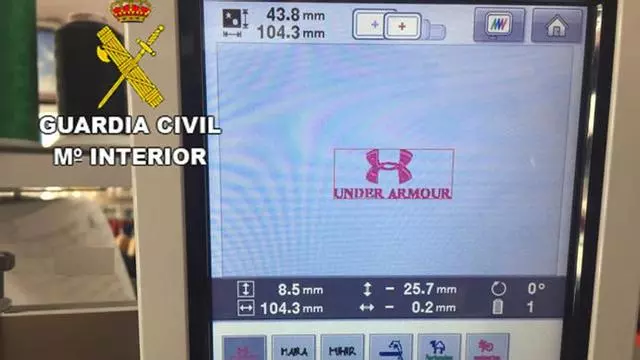 43.8 mm
104.3 mm
GUARDIA CIVIL
Mº INTERIOR
UNDER ARMOUR
8.5 mm
- 25.7 mm
0°
104.3 mm
- 0.2 mm
1